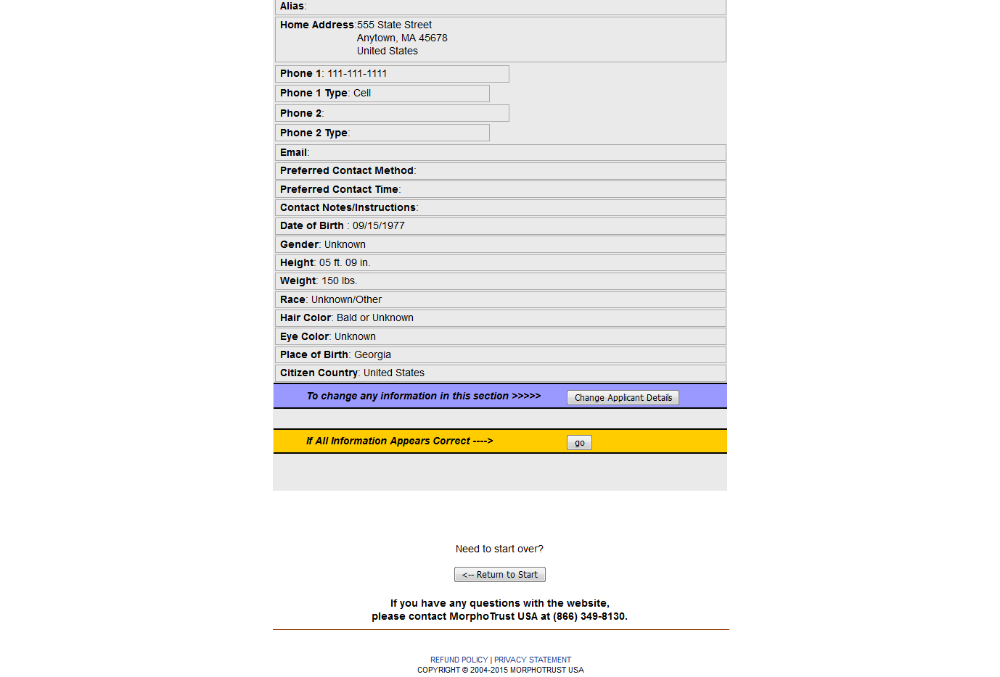 Alias:
Home Address:555 State Street
Anytown, MA 45678
United States
Phone 1: 111-111-1111
Phone 1 Type: Cell
Phone 2:
Phone 2 Type:
Email:
Preferred Contact Method:
Preferred Contact Time:
Contact Notes/Instructions:
Date of Birth : 09/15/1977
Gender: Unknown
Height: 05 ft. 09 in.
Weight: 150 lbs.
Race: Unknown/Other
Hair Color: Bald or Unknown
Eye Color: Unknown
Place of Birth: Georgia
Citizen Country: United States
To change any information in this section >>>>> Change Applicant Details
If All Information Appears Correct ----> go
Need to start over?
<-- Return to Start
If you have any questions with the website,
please contact MorphoTrust USA at (866) 349-8130.
REFUND POLICY | PRIVACY STATEMENT
COPYRIGHT © 2004-2015 MORPHOTRUST USA